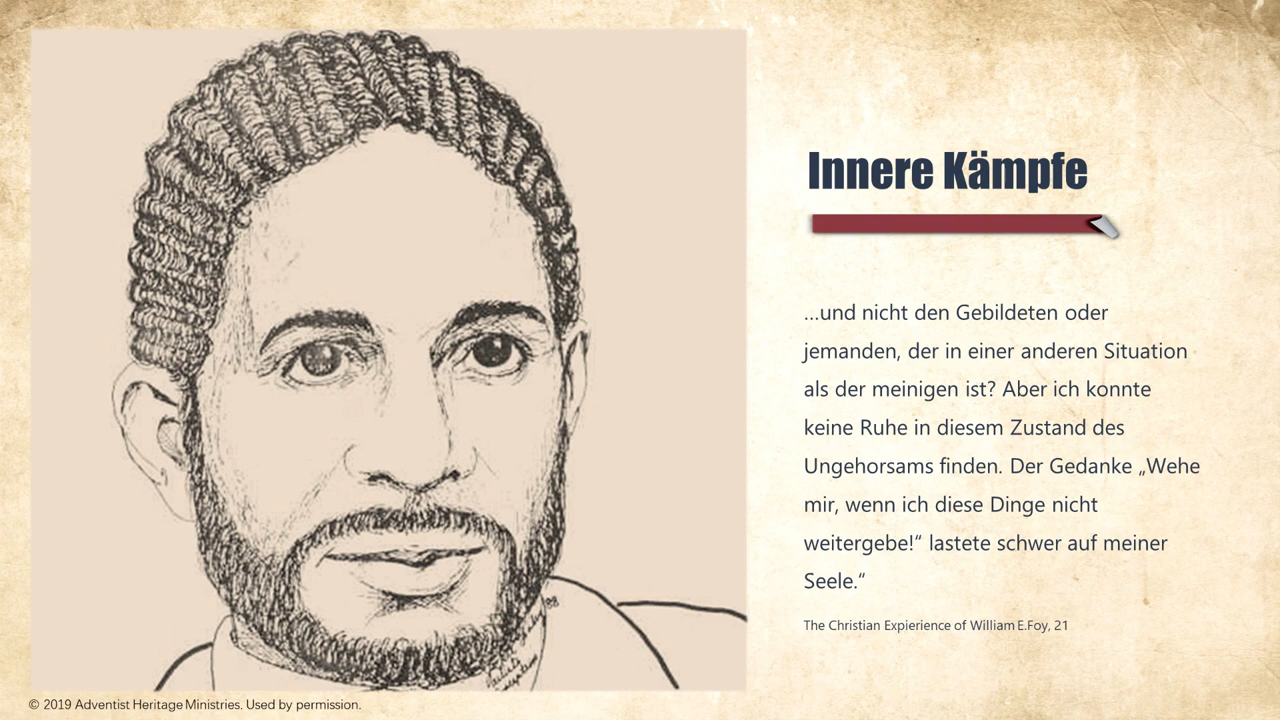 Innere Kämpfe
...und nicht den Gebildeten oder
jemanden, der in einer anderen Situation
als der meinigen ist? Aber ich konnte
keine Ruhe in diesem Zustand des
Ungehorsams finden. Der Gedanke „Wehe
mir, wenn ich diese Dinge nicht
weitergebe!“ lastete schwer auf meiner
Seele.“
The Christian Expierience of William E.Foy, 21
© 2019 Adventist Heritage Ministries. Used by permission.